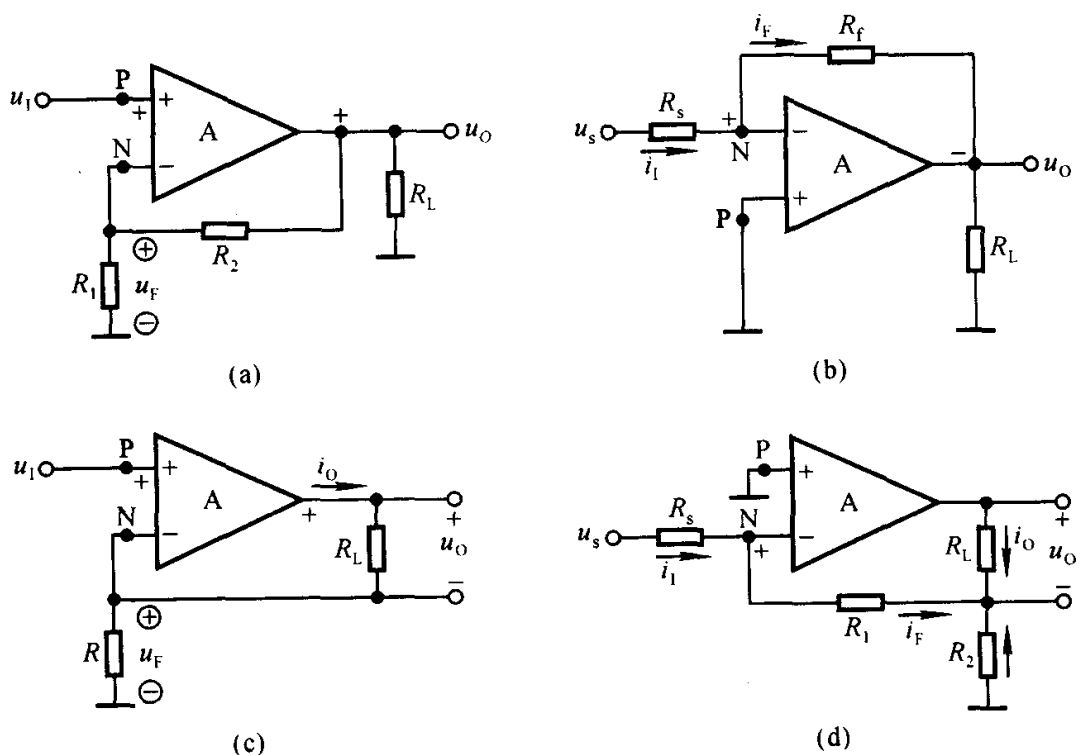 P
u_I
+
+
A
N
−
+
u_O
R_L
R_2
R_1
⊕
u_F
⊖
(a)
i_F
R_f
u_s
R_s
i_I
+
N
−
A
+
−
u_O
P
R_L
(b)
P
u_I
+
+
A
N
−
i_O
+
R_L
+
u_O
−
R
⊕
u_F
⊖
(c)
P
+
A
N
u_s
R_s
i_I
+
−
R_L
i_O
+
u_O
−
R_1
i_F
R_2
(d)